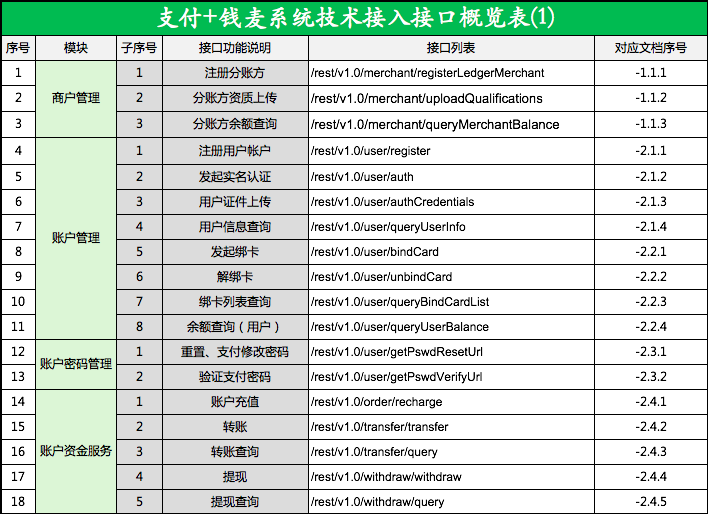 支付+钱麦系统技术接入接口概览表(1)
序号 模块 子序号 接口功能说明 接口列表 对应文档序号
1 商户管理 1 注册分账方 /rest/v1.0/merchant/registerLedgerMerchant -1.1.1
2 2 分账方资质上传 /rest/v1.0/merchant/uploadQualifications -1.1.2
3 3 分账方余额查询 /rest/v1.0/merchant/queryMerchantBalance -1.1.3
4 账户管理 1 注册用户帐户 /rest/v1.0/user/register -2.1.1
5 2 发起实名认证 /rest/v1.0/user/auth -2.1.2
6 3 用户证件上传 /rest/v1.0/user/authCredentials -2.1.3
7 4 用户信息查询 /rest/v1.0/user/queryUserInfo -2.1.4
8 5 发起绑卡 /rest/v1.0/user/bindCard -2.2.1
9 6 解绑卡 /rest/v1.0/user/unbindCard -2.2.2
10 7 绑卡列表查询 /rest/v1.0/user/queryBindCardList -2.2.3
11 8 余额查询（用户） /rest/v1.0/user/queryUserBalance -2.2.4
12 账户密码管理 1 重置、支付修改密码 /rest/v1.0/user/getPswdResetUrl -2.3.1
13 2 验证支付密码 /rest/v1.0/user/getPswdVerifyUrl -2.3.2
14 账户资金服务 1 账户充值 /rest/v1.0/order/recharge -2.4.1
15 2 转账 /rest/v1.0/transfer/transfer -2.4.2
16 3 转账查询 /rest/v1.0/transfer/query -2.4.3
17 4 提现 /rest/v1.0/withdraw/withdraw -2.4.4
18 5 提现查询 /rest/v1.0/withdraw/query -2.4.5